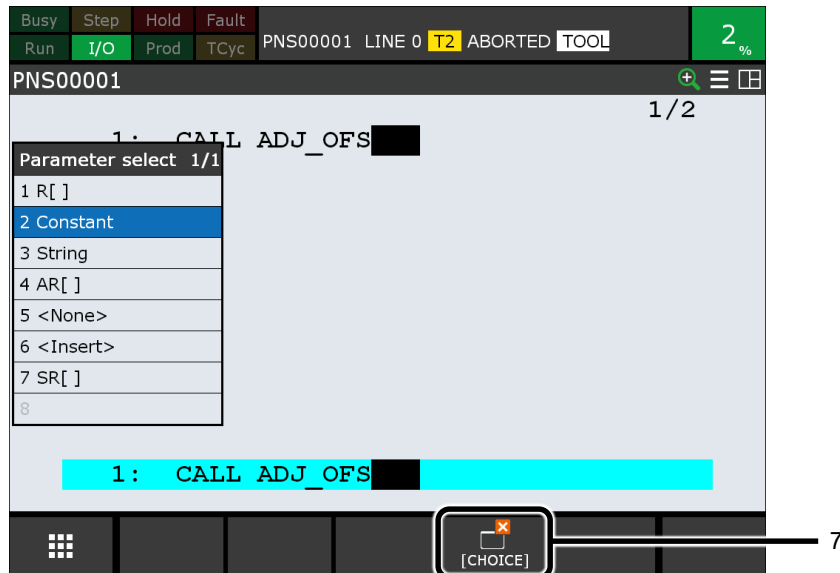 Busy Step Hold Fault
Run I/O Prod TCyc
PNS00001 LINE 0 T2 ABORTED TOOL
2 %
PNS00001
1/2
1: CALL ADJ_OFS
Parameter select 1/1
1 R[ ]
2 Constant
3 String
4 AR[ ]
5 <None>
6 <Insert>
7 SR[ ]
8
1: CALL ADJ_OFS
[CHOICE]
7